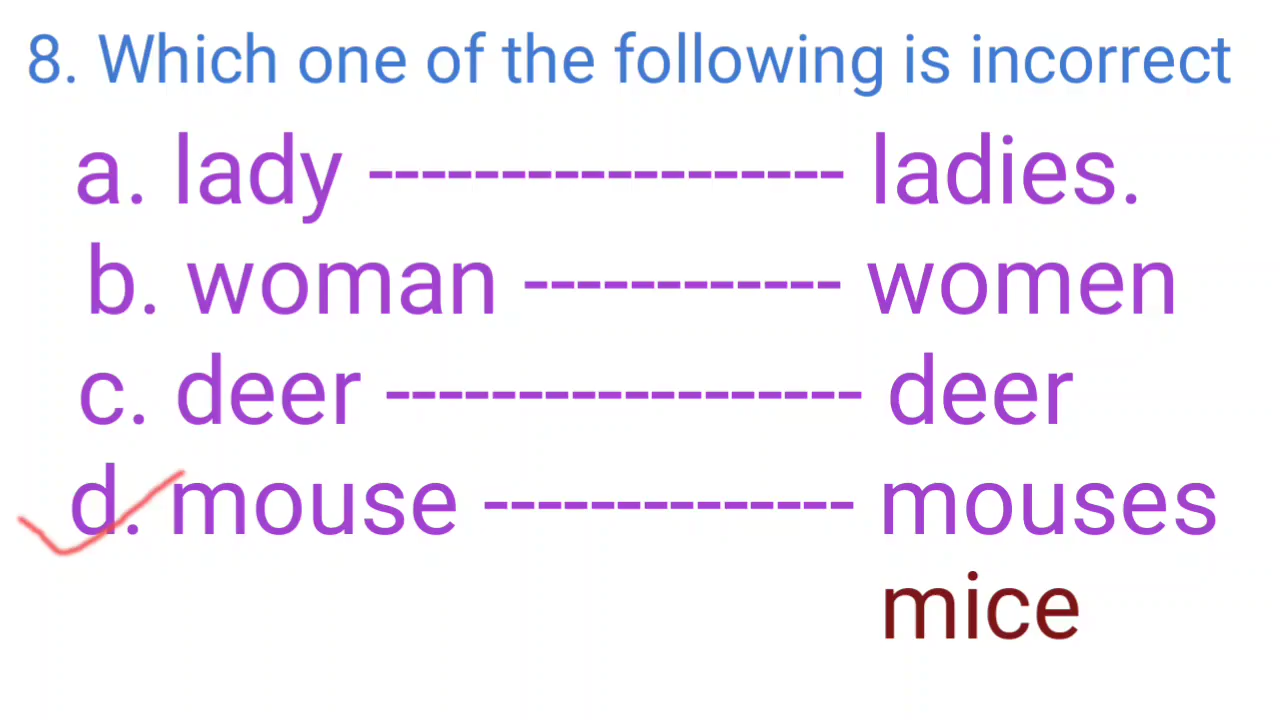 8. Which one of the following is incorrect
a. lady ------------------ ladies.
b. woman ------------ women
c. deer ------------------ deer
d. mouse -------------- mouses
mice